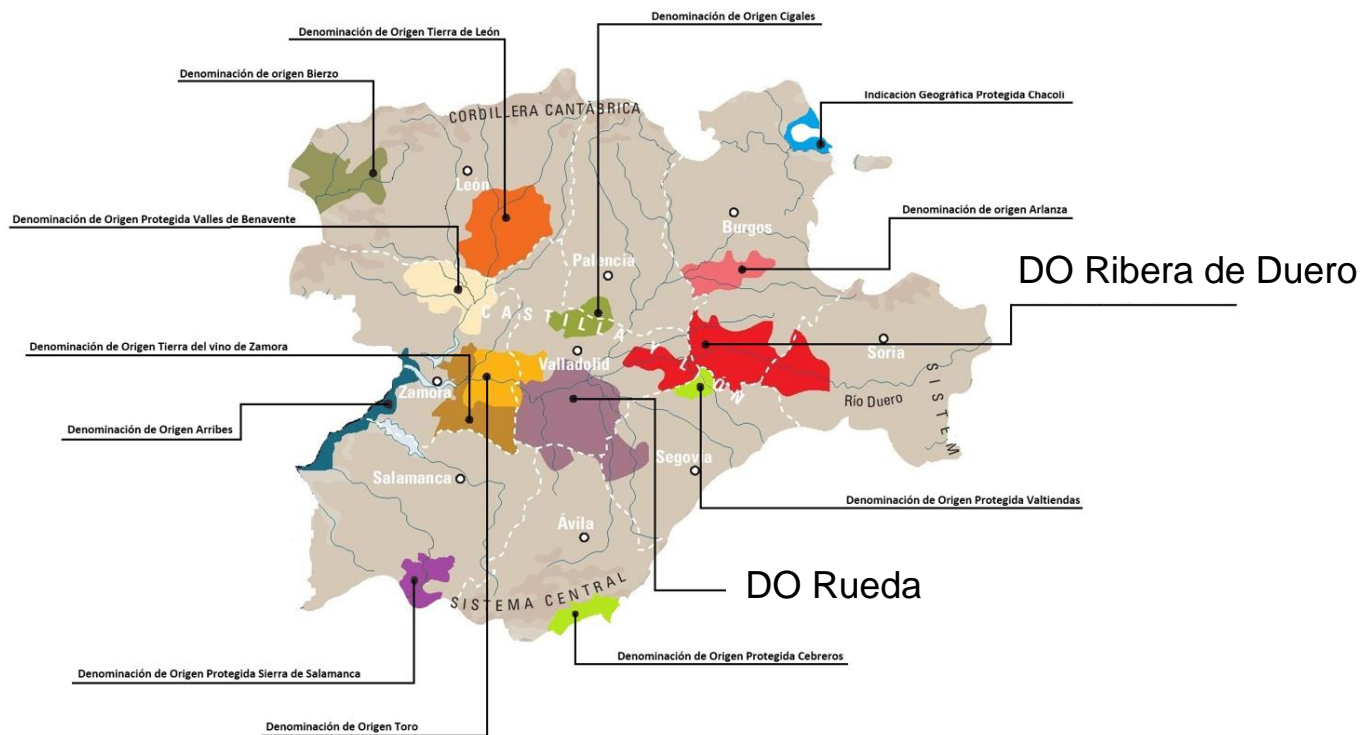 Denominación de Origen Cigales
Denominación de Origen Tierra de León
Denominación de origen Bierzo
Indicación Geográfica Protegida Chacoli
CORDILLERA CANTÁBRICA
León
Denominación de Origen Protegida Valles de Benavente
Burgos
Denominación de origen Arlanza
Palencia
DO Ribera de Duero
CASTILLA Y LEÓN
Denominación de Origen Tierra del vino de Zamora
Valladolid
Soria
Zamora
Río Duero
SISTEM
Denominación de Origen Arribes
Segovia
Salamanca
Denominación de Origen Protegida Valtiendas
Ávila
DO Rueda
SISTEMA CENTRAL
Denominación de Origen Protegida Cebreros
Denominación de Origen Protegida Sierra de Salamanca
Denominación de Origen Toro